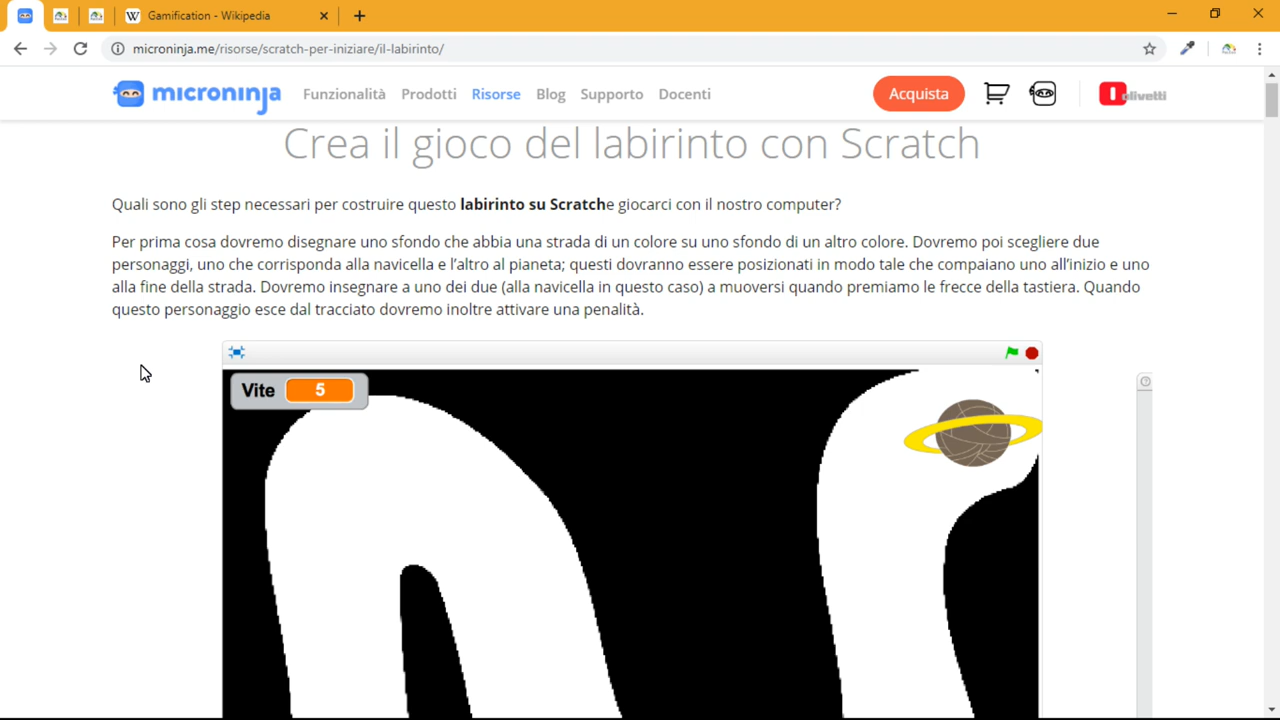 Gamification - Wikipedia
microninja.me/risorse/scratch-per-iniziare/il-labirinto/
microninja Funzionalità Prodotti Risorse Blog Supporto Docenti Acquista olivetti
Crea il gioco del labirinto con Scratch
Quali sono gli step necessari per costruire questo labirinto su Scratche giocarci con il nostro computer?
Per prima cosa dovremo disegnare uno sfondo che abbia una strada di un colore su uno sfondo di un altro colore. Dovremo poi scegliere due
personaggi, uno che corrisponda alla navicella e l'altro al pianeta; questi dovranno essere posizionati in modo tale che compaiano uno all'inizio e uno
alla fine della strada. Dovremo insegnare a uno dei due (alla navicella in questo caso) a muoversi quando premiamo le frecce della tastiera. Quando
questo personaggio esce dal tracciato dovremo inoltre attivare una penalità.
Vite 5